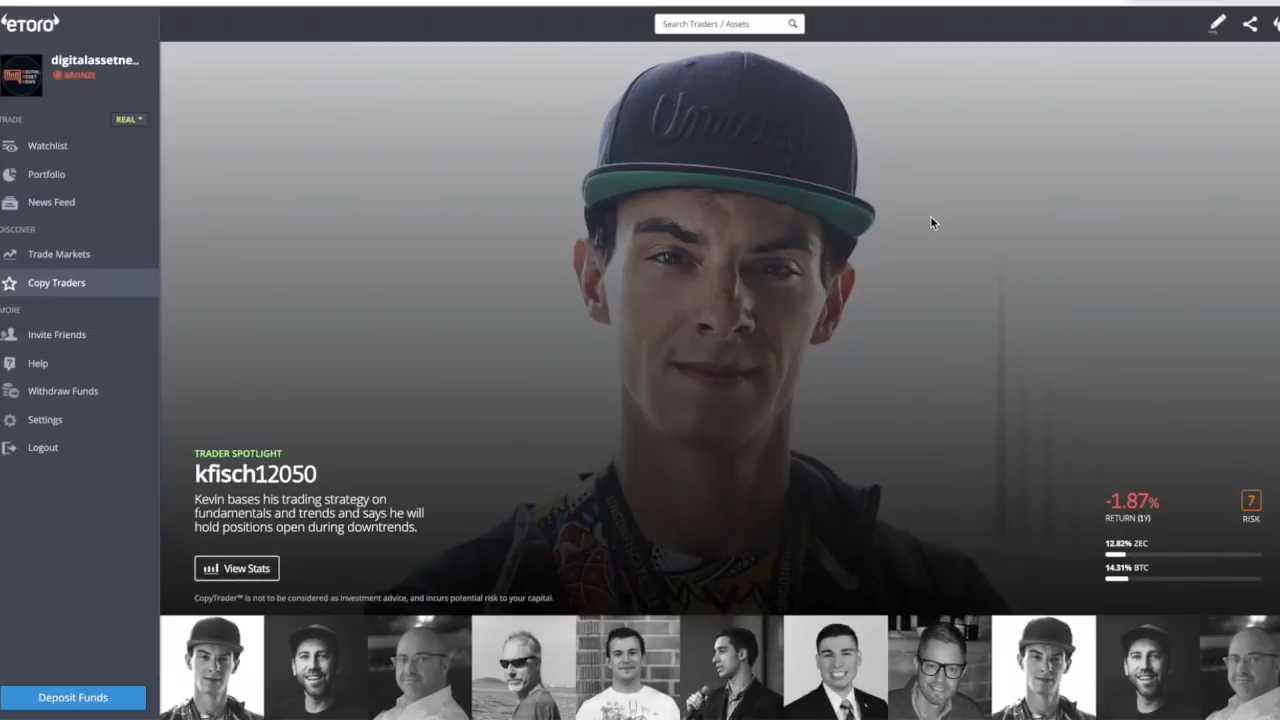 eToro
Search Traders / Assets
digitalassetne..
BRONZE
TRADE
REAL
Watchlist
Portfolio
News Feed
DISCOVER
Trade Markets
Copy Traders
MORE
Invite Friends
Help
Withdraw Funds
Settings
Logout
Deposit Funds
TRADER SPOTLIGHT
kfisch12050
Kevin bases his trading strategy on
fundamentals and trends and says he will
hold positions open during downtrends.
View Stats
CopyTrader™ is not to be considered as investment advice, and incurs potential risk to your capital.
-1.87%
RETURN (1Y)
7
RISK
12.82% ZEC
14.31% BTC